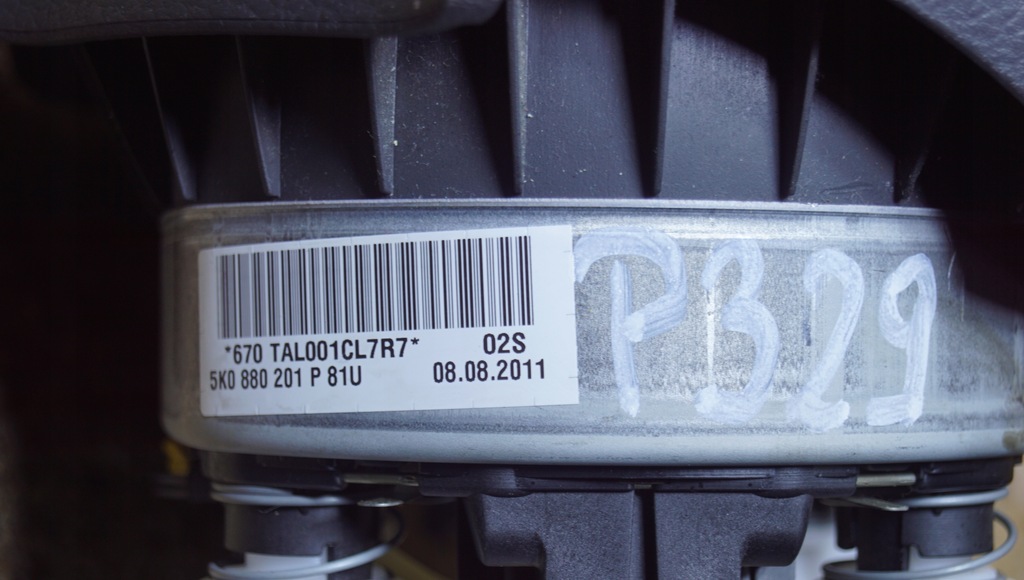 *670 TAL001CL7R7* 02S
5K0 880 201 P 81U 08.08.2011
P329